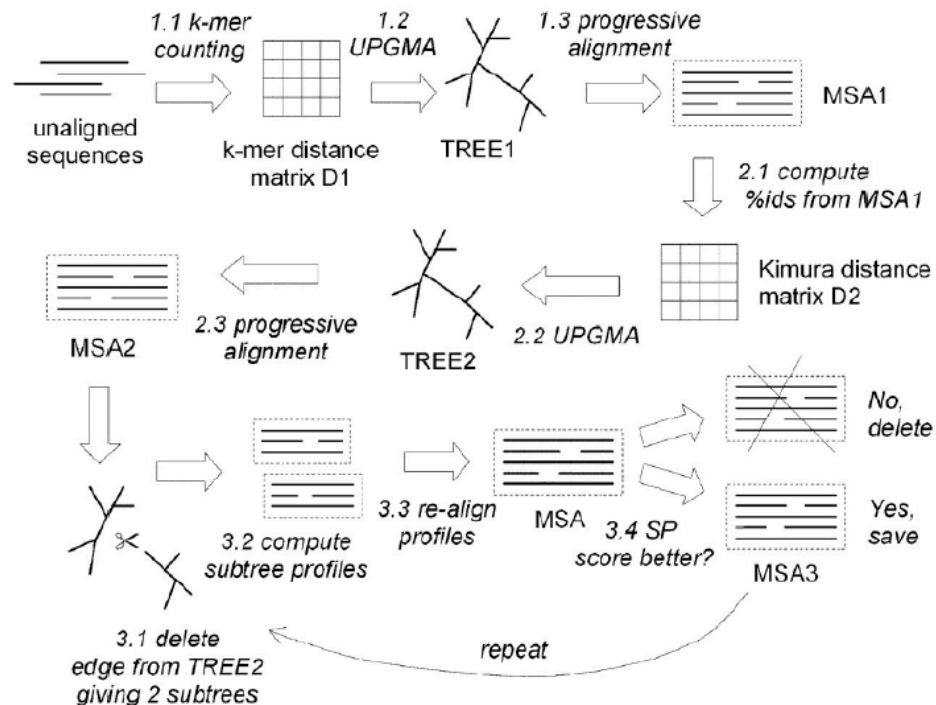 1.1 k-mer
counting
1.2
UPGMA
1.3 progressive
alignment
unaligned
sequences
k-mer distance
matrix D1
TREE1
MSA1
2.1 compute
%ids from MSA1
Kimura distance
matrix D2
2.2 UPGMA
TREE2
2.3 progressive
alignment
MSA2
3.1 delete
edge from TREE2
giving 2 subtrees
3.2 compute
subtree profiles
3.3 re-align
profiles
MSA
3.4 SP
score better?
No,
delete
Yes,
save
MSA3
repeat